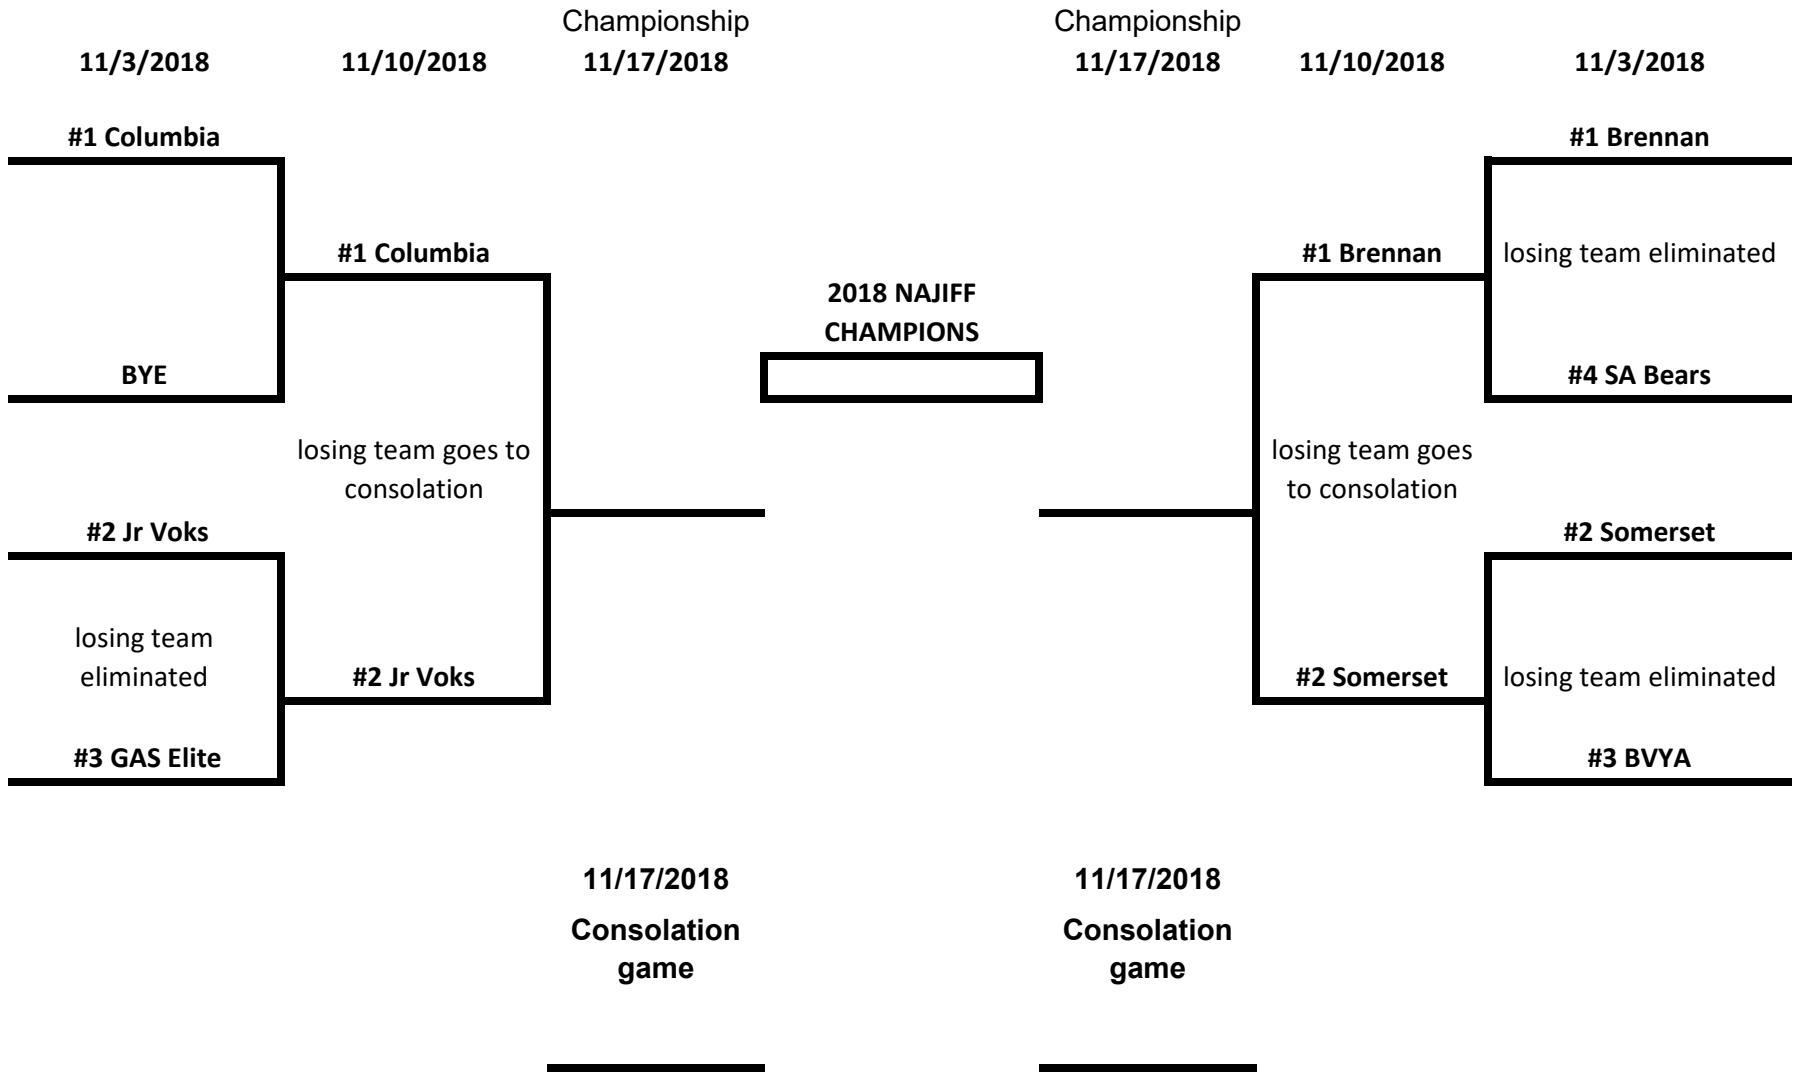 Championship Championship
11/3/2018 11/10/2018 11/17/2018 11/17/2018 11/10/2018 11/3/2018
#1 Columbia #1 Brennan
#1 Columbia #1 Brennan losing team eliminated
2018 NAJIFF
CHAMPIONS
BYE #4 SA Bears
losing team goes to losing team goes
consolation to consolation
#2 Jr Voks #2 Somerset
losing team
eliminated #2 Jr Voks #2 Somerset losing team eliminated
#3 GAS Elite #3 BVYA
11/17/2018 11/17/2018
Consolation Consolation
game game